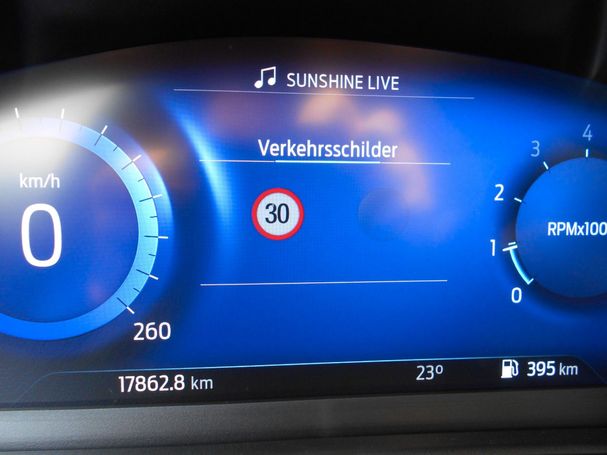 SUNSHINE LIVE
Verkehrsschilder
30
km/h
0
260
3
4
2
1
0
RPMx100
17862.8 km
23°
395 km